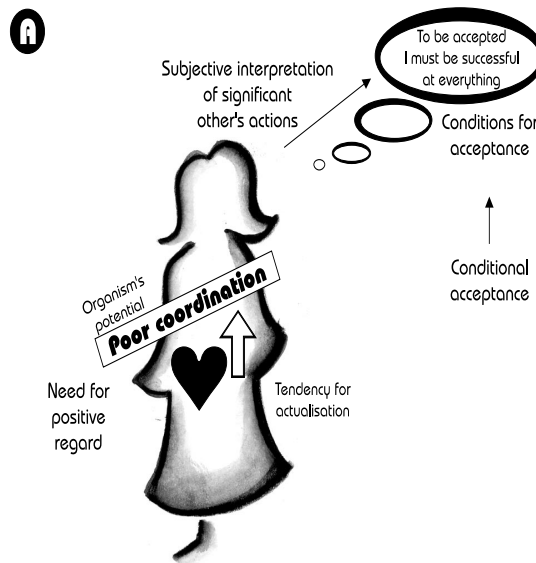 A
To be accepted
I must be successful
at everything
Subjective interpretation
of significant
other's actions
Conditions for
acceptance
Conditional
acceptance
Organism's
potential
Poor coordination
Need for
positive
regard
Tendency for
actualisation